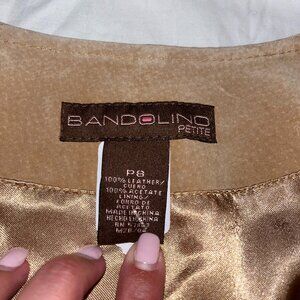 BANDOLINO
PETITE
P8
100% LEATHER/
CUERO
100% ACETATE
LINING/
FORRO DE
ACETATO
MADE IN CHINA
HECHO EN CHINA